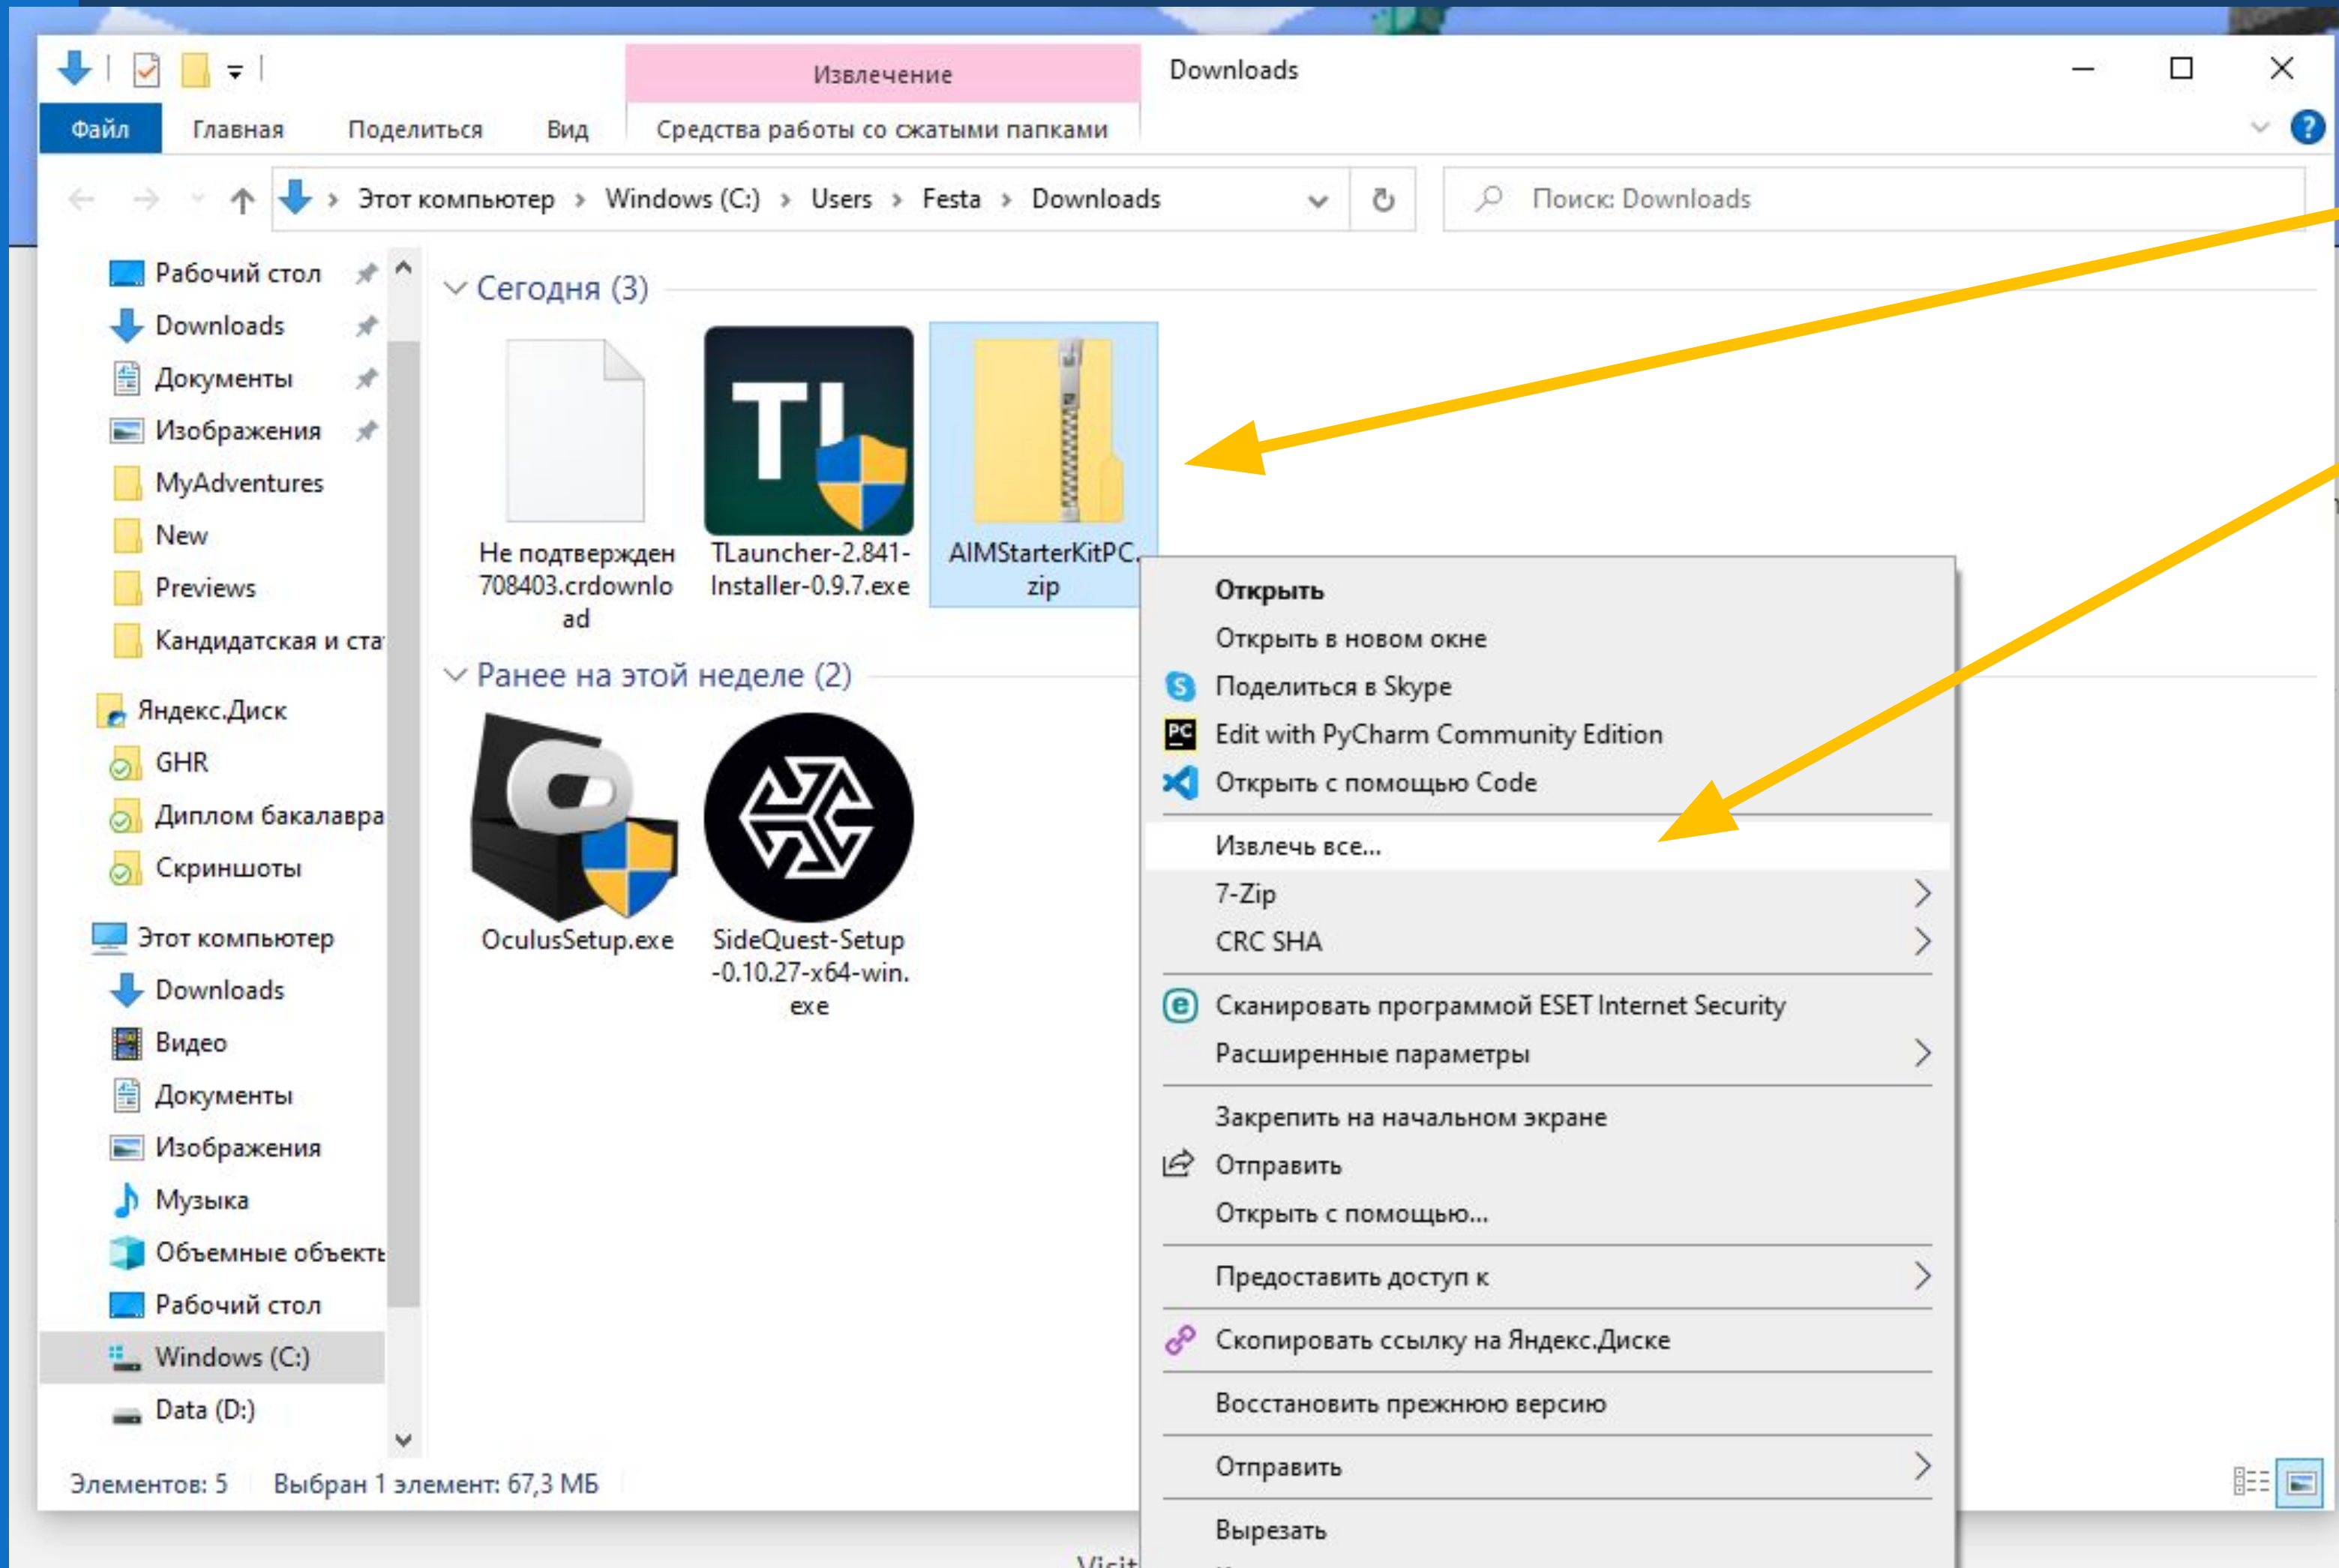 Извлечение
Downloads
Файл
Главная
Поделиться
Вид
Средства работы со сжатыми папками
Этот компьютер
Windows (C:)
Users
Festa
Downloads
Поиск: Downloads
Рабочий стол
Downloads
Документы
Изображения
MyAdventures
New
Previews
Кандидатская и ста
Яндекс.Диск
GHR
Диплом бакалавра
Скриншоты
Этот компьютер
Downloads
Видео
Документы
Изображения
Музыка
Объемные объекты
Рабочий стол
Windows (C:)
Data (D:)
Сегодня (3)
Не подтвержден
708403.crdownlo
ad
TLauncher-2.841-
Installer-0.9.7.exe
AIMStarterKitPC.
zip
Ранее на этой неделе (2)
OculusSetup.exe
SideQuest-Setup
-0.10.27-x64-win.
exe
Открыть
Открыть в новом окне
Поделиться в Skype
Edit with PyCharm Community Edition
Открыть с помощью Code
Извлечь все...
7-Zip
CRC SHA
Сканировать программой ESET Internet Security
Расширенные параметры
Закрепить на начальном экране
Отправить
Открыть с помощью...
Предоставить доступ к
Скопировать ссылку на Яндекс.Диске
Восстановить прежнюю версию
Отправить
Вырезать
Элементов: 5
Выбран 1 элемент: 67,3 МБ
Visit